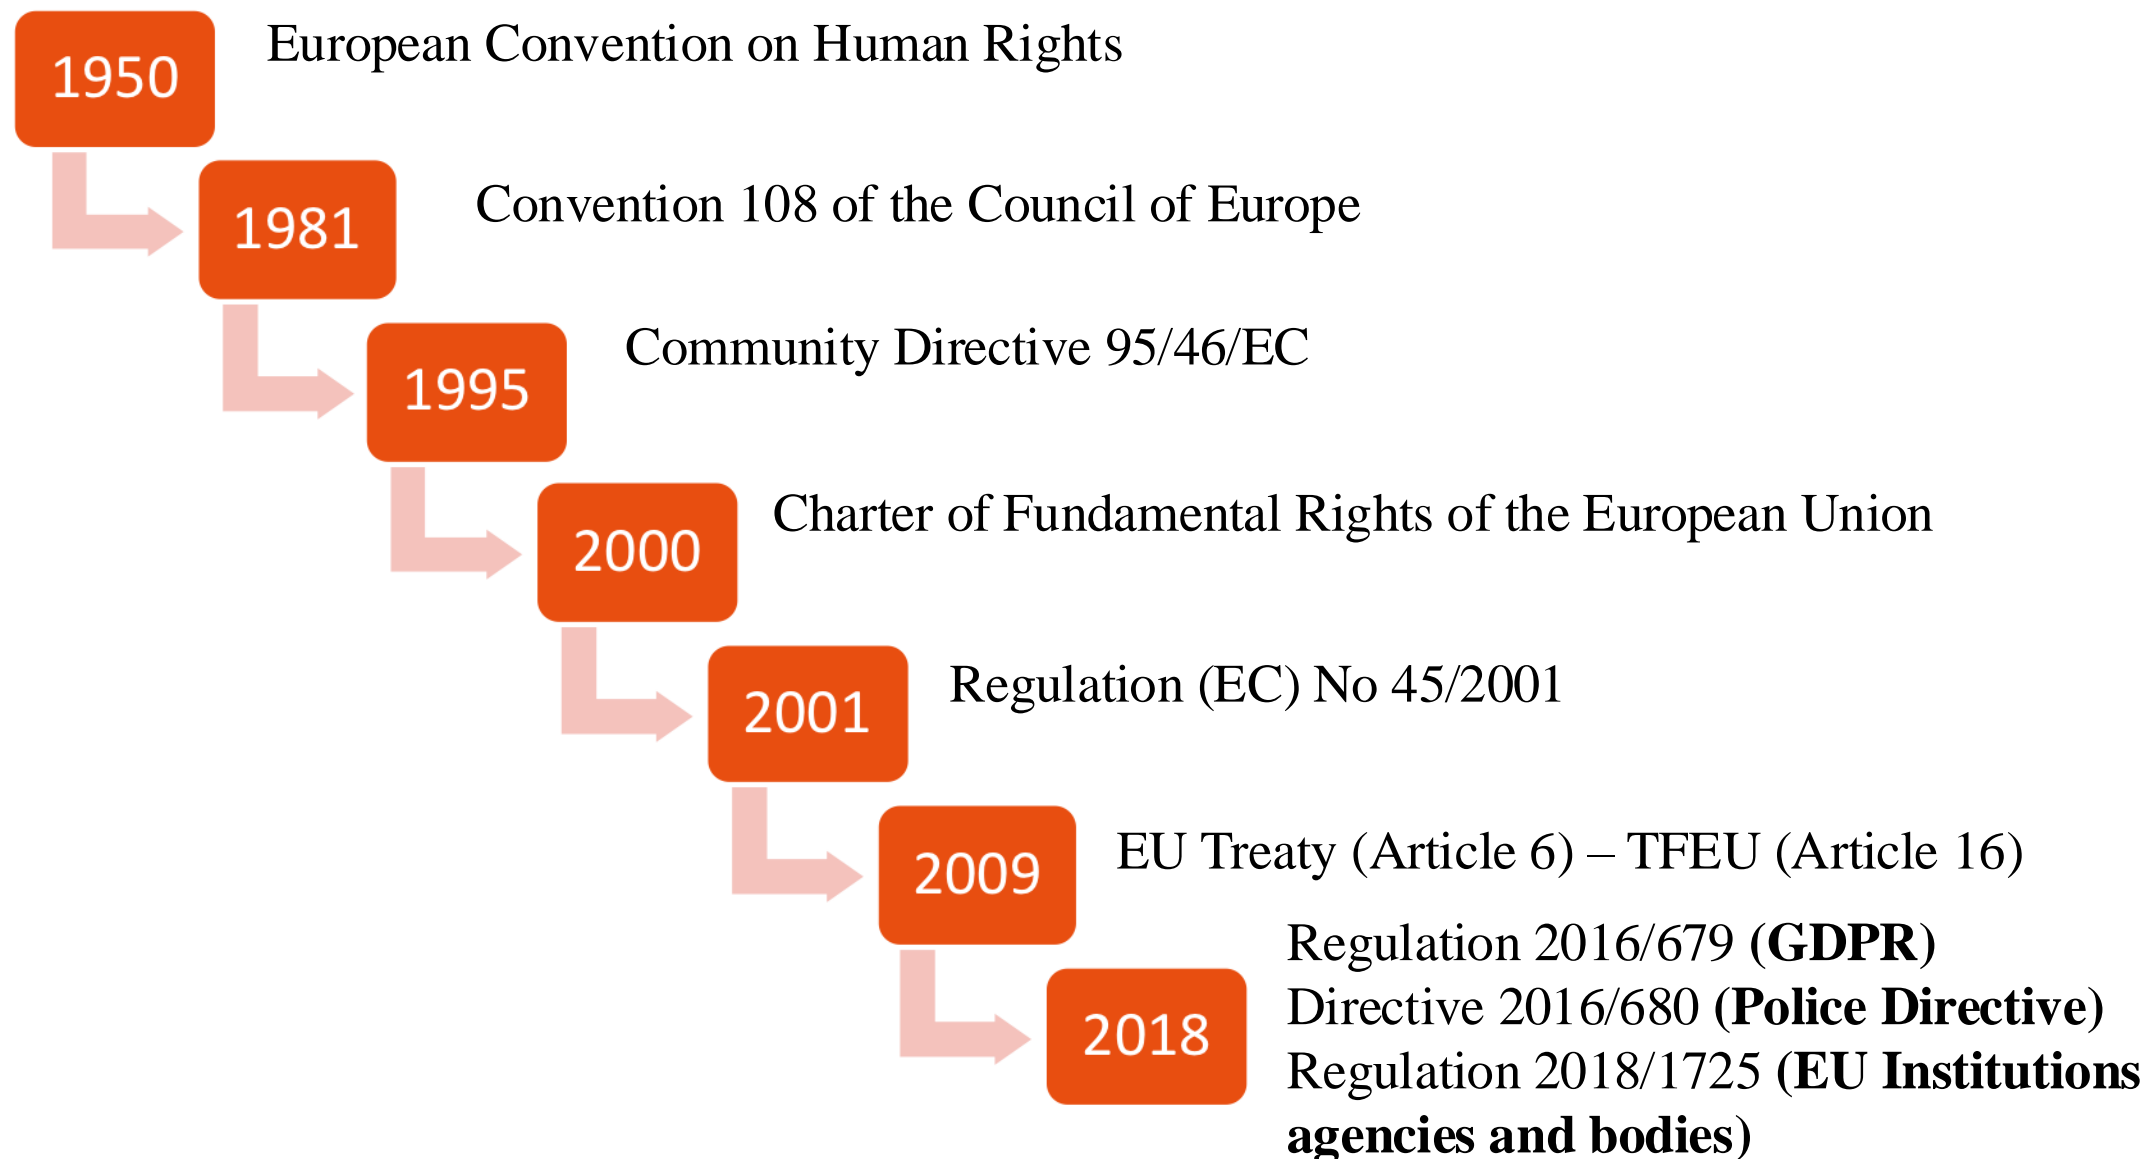 1950
European Convention on Human Rights
1981
Convention 108 of the Council of Europe
1995
Community Directive 95/46/EC
2000
Charter of Fundamental Rights of the European Union
2001
Regulation (EC) No 45/2001
2009
EU Treaty (Article 6) – TFEU (Article 16)
2018
Regulation 2016/679 (GDPR)
Directive 2016/680 (Police Directive)
Regulation 2018/1725 (EU Institutions
agencies and bodies)